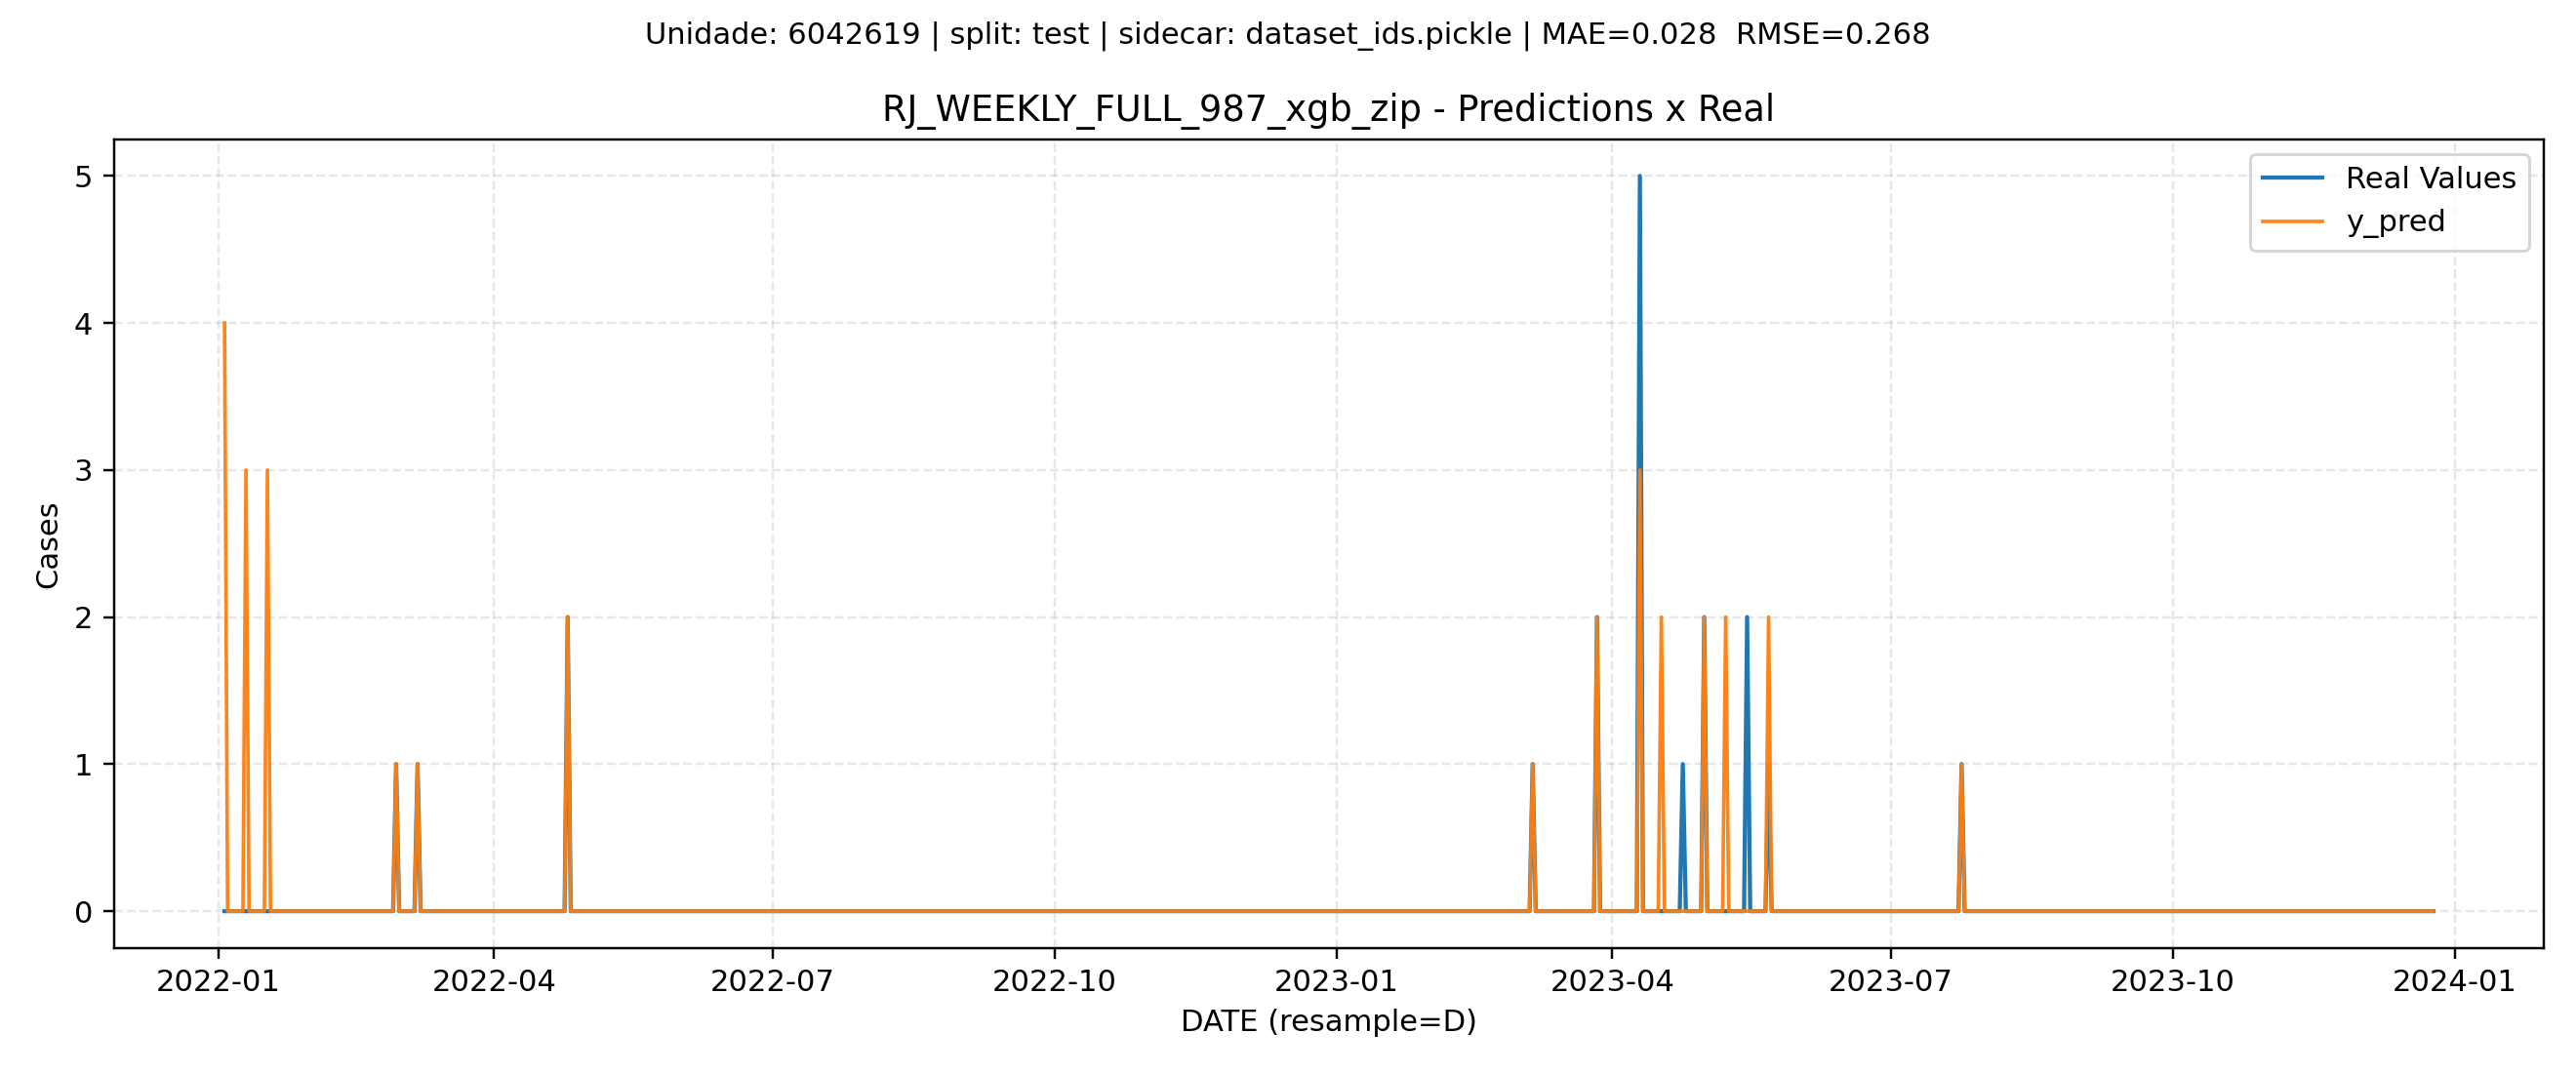 Unidade: 6042619 | split: test | sidecar: dataset_ids.pickle | MAE=0.028  RMSE=0.268
RJ_WEEKLY_FULL_987_xgb_zip - Predictions x Real
Real Values
y_pred
5
4
3
2
1
0
Cases
2022-01
2022-04
2022-07
2022-10
2023-01
2023-04
2023-07
2023-10
2024-01
DATE (resample=D)